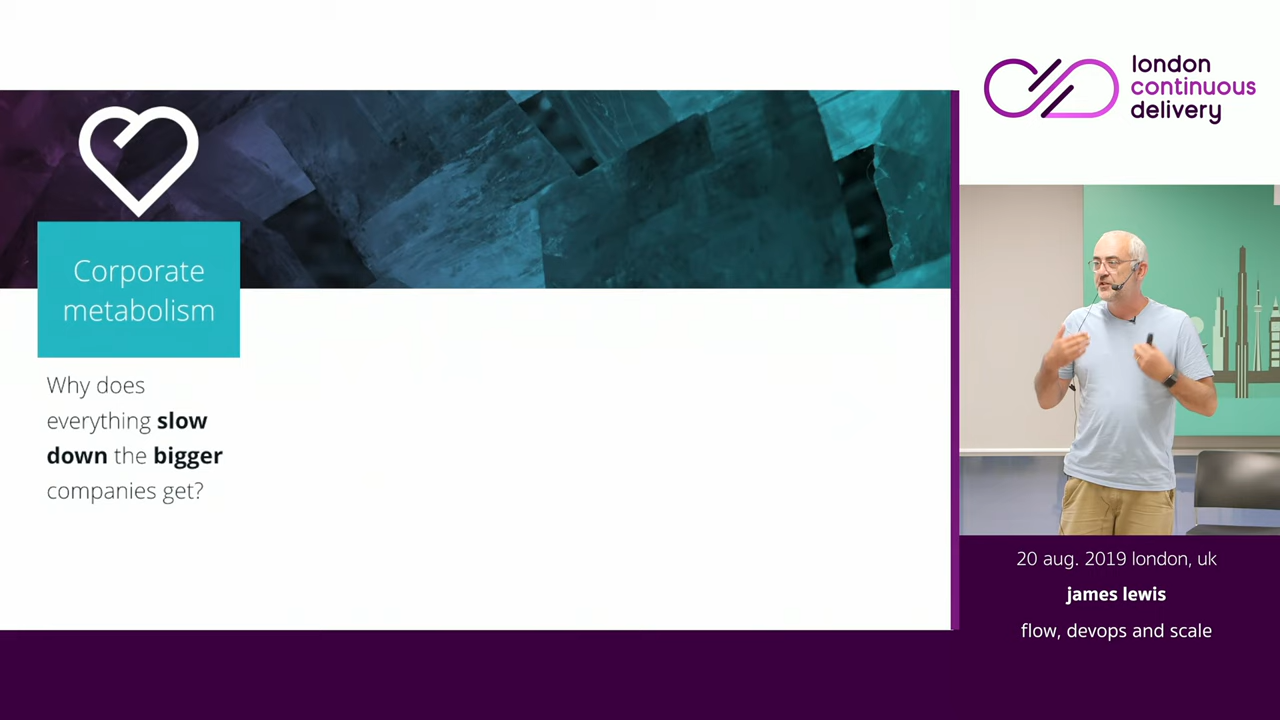 Corporate
metabolism
Why does
everything slow
down the bigger
companies get?
london
continuous
delivery
20 aug. 2019 london, uk
james lewis
flow, devops and scale